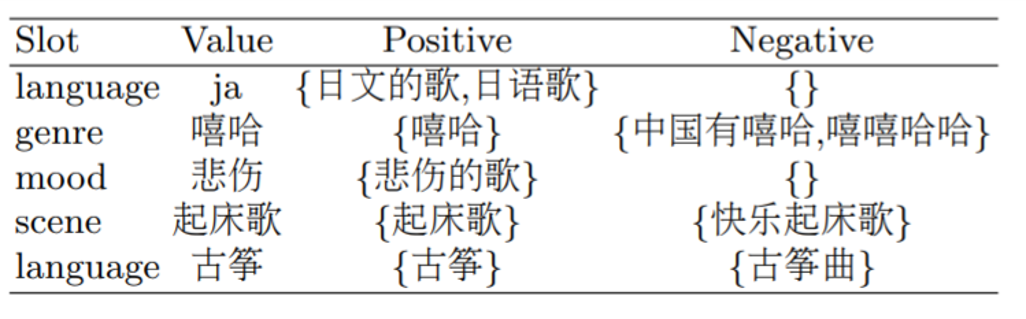 Slot Value Positive Negative
language ja {日文的歌,日语歌} {}
genre 嘻哈 {嘻哈} {中国有嘻哈,嘻嘻哈哈}
mood 悲伤 {悲伤的歌} {}
scene 起床歌 {起床歌} {快乐起床歌}
language 古筝 {古筝} {古筝曲}